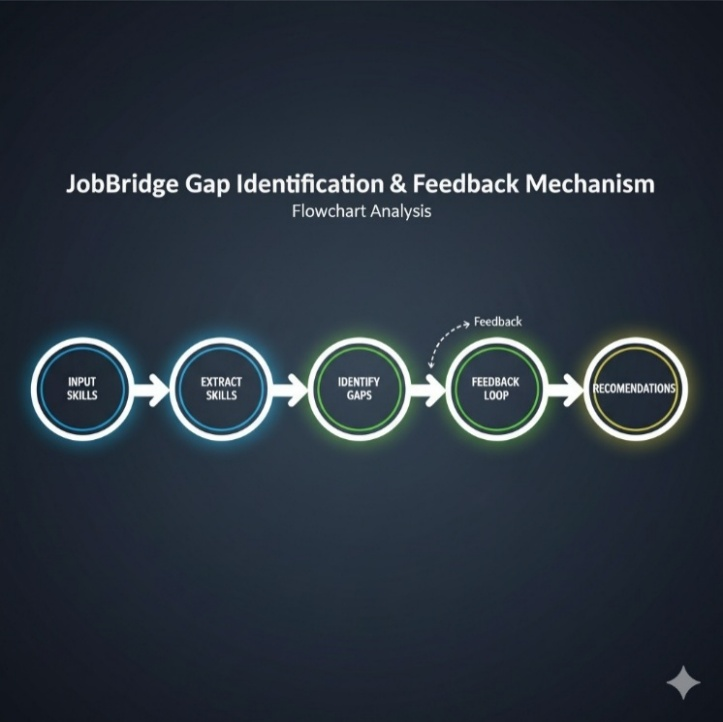 JobBridge Gap Identification & Feedback Mechanism
Flowchart Analysis
Feedback
INPUT
SKILLS
EXTRACT
SKILLS
IDENTIFY
GAPS
FEEDBACK
LOOP
RECOMENDATIONS